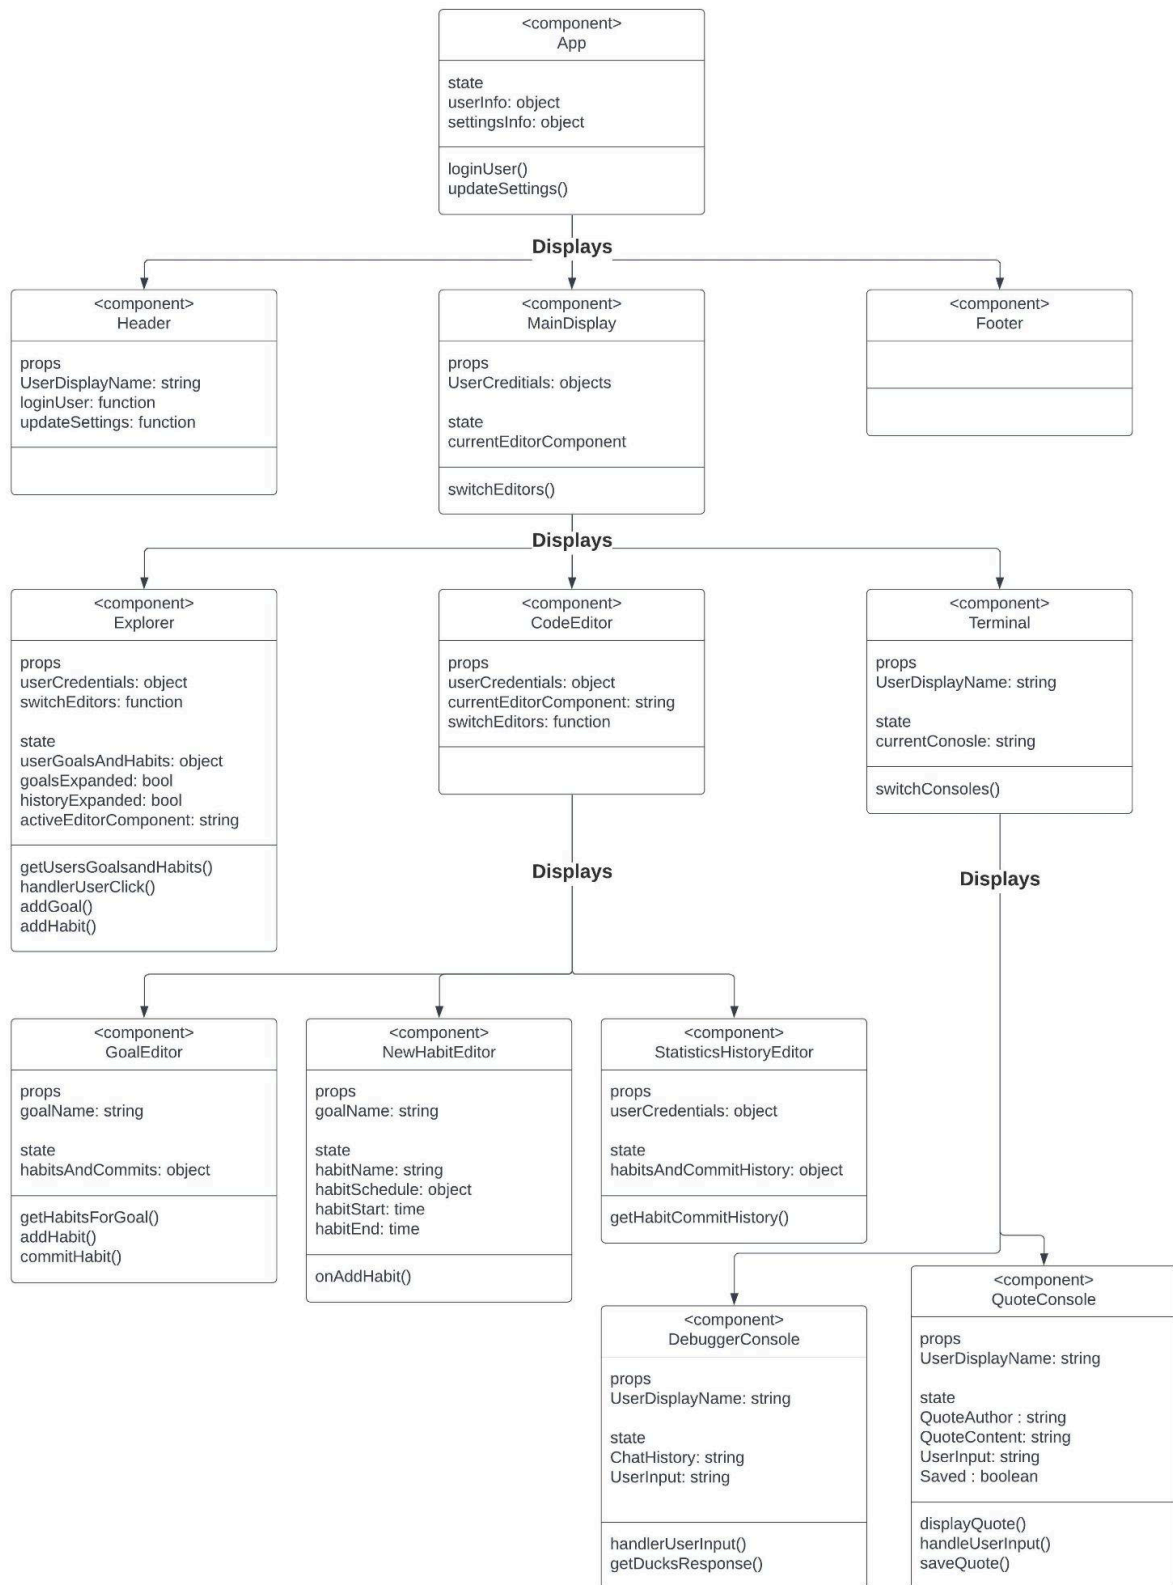 <component>
App
state
userInfo: object
settingsInfo: object
loginUser()
updateSettings()
Displays
<component>
Header
props
UserDisplayName: string
loginUser: function
updateSettings: function
<component>
MainDisplay
props
UserCreditials: objects
state
currentEditorComponent
switchEditors()
<component>
Footer
Displays
<component>
Explorer
props
userCredentials: object
switchEditors: function
state
userGoalsAndHabits: object
goalsExpanded: bool
historyExpanded: bool
activeEditorComponent: string
getUsersGoalsandHabits()
handlerUserClick()
addGoal()
addHabit()
<component>
CodeEditor
props
userCredentials: object
currentEditorComponent: string
switchEditors: function
<component>
Terminal
props
UserDisplayName: string
state
currentConosle: string
switchConsoles()
Displays
Displays
<component>
GoalEditor
props
goalName: string
state
habitsAndCommits: object
getHabitsForGoal()
addHabit()
commitHabit()
<component>
NewHabitEditor
props
goalName: string
state
habitName: string
habitSchedule: object
habitStart: time
habitEnd: time
onAddHabit()
<component>
StatisticsHistoryEditor
props
userCredentials: object
state
habitsAndCommitHistory: object
getHabitCommitHistory()
<component>
DebuggerConsole
props
UserDisplayName: string
state
ChatHistory: string
UserInput: string
handlerUserInput()
getDucksResponse()
<component>
QuoteConsole
props
UserDisplayName: string
state
QuoteAuthor : string
QuoteContent: string
UserInput: string
Saved : boolean
displayQuote()
handleUserInput()
saveQuote()